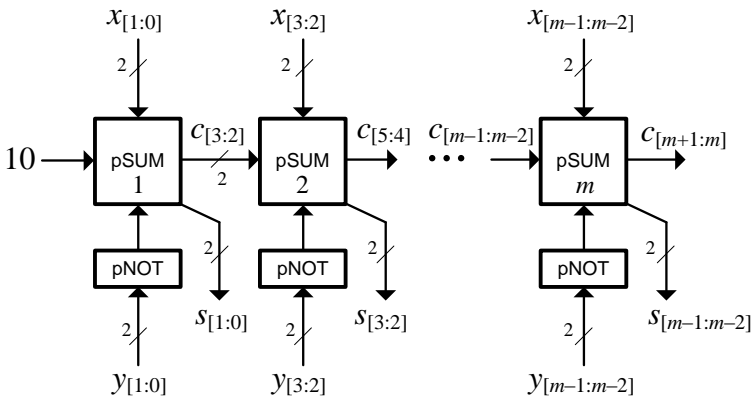 x[1:0] x[3:2] x[m–1:m–2]
2 2 2
c[3:2] c[5:4] c[m–1:m–2] c[m+1:m]
10 pSUM pSUM ••• pSUM
1 2 2 m
pNOT 2 pNOT 2 pNOT 2
s[1:0] s[3:2] s[m–1:m–2]
2 2 2
y[1:0] y[3:2] y[m–1:m–2]